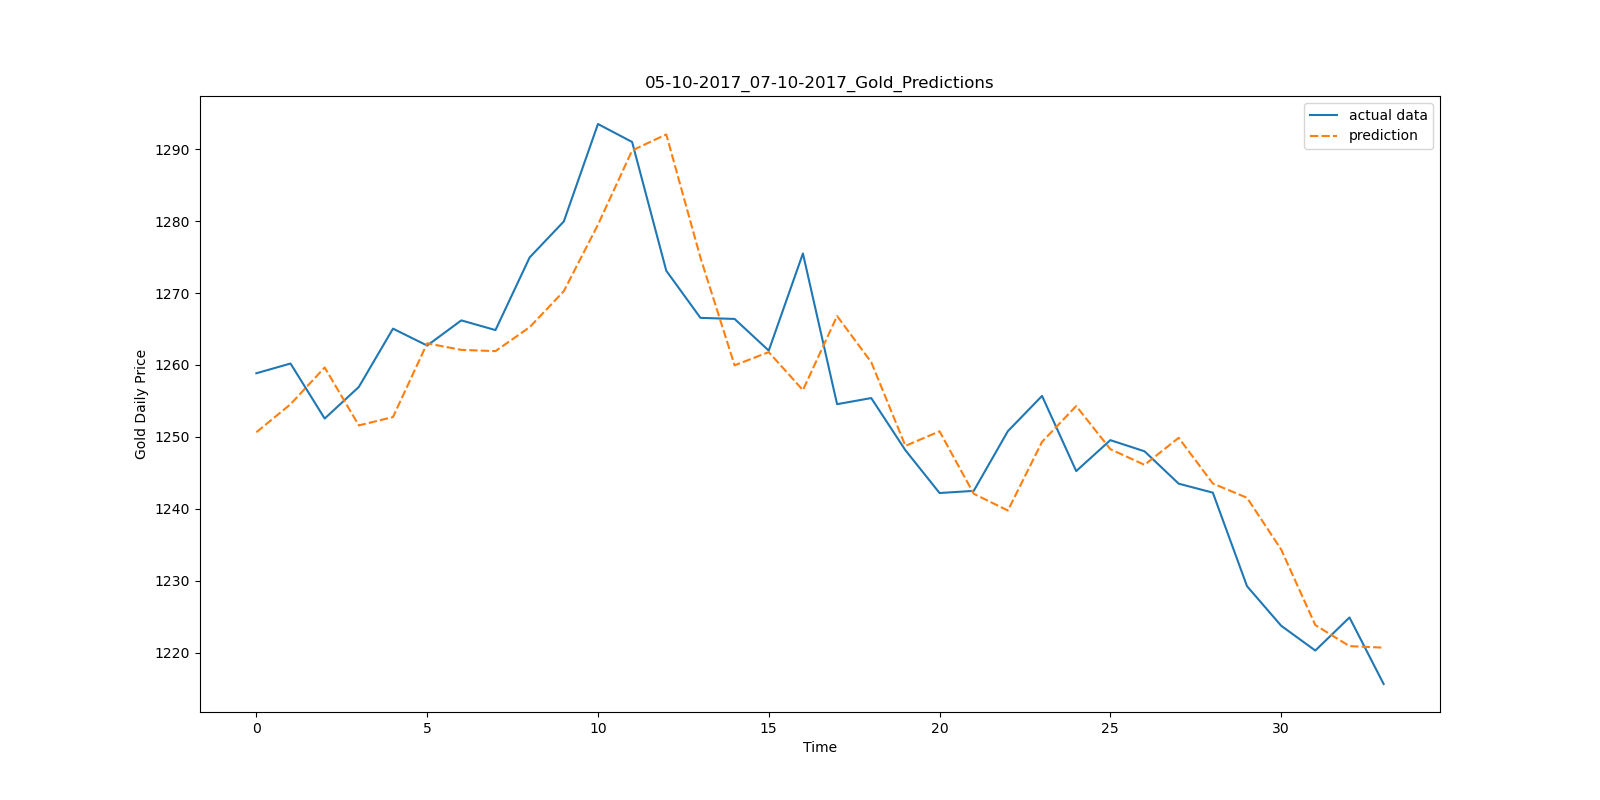 05-10-2017_07-10-2017_Gold_Predictions
actual data
prediction
Gold Daily Price
1290
1280
1270
1260
1250
1240
1230
1220
0 5 10 15 20 25 30
Time